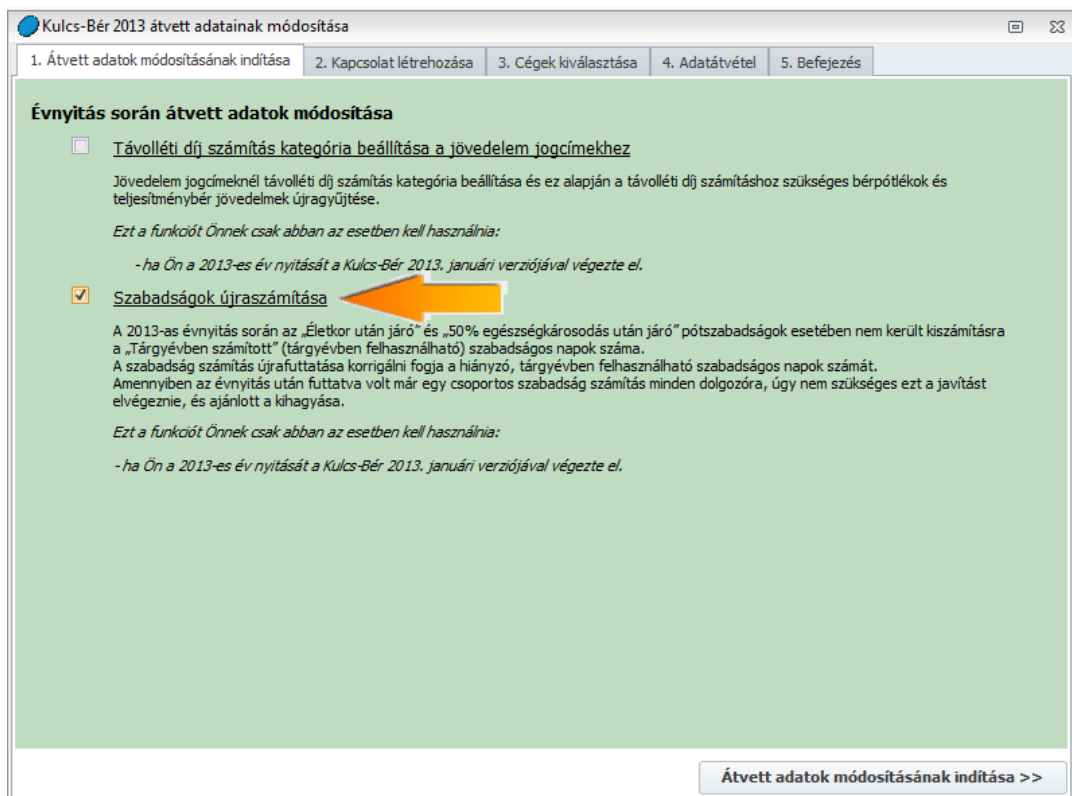 Kulcs-Bér 2013 átvett adatainak módosítása
1. Átvett adatok módosításának indítása
2. Kapcsolat létrehozása
3. Cégek kiválasztása
4. Adatátvétel
5. Befejezés
Évnyitás során átvett adatok módosítása
Távolléti díj számítás kategória beállítása a jövedelem jogcímekhez
Jövedelem jogcímeknél távolléti díj számítás kategória beállítása és ez alapján a távolléti díj számításhoz szükséges bérpótlékok és
teljesítménybér jövedelmek újragyűjtése.
Ezt a funkciót Önnek csak abban az esetben kell használnia:
- ha Ön a 2013-es év nyitását a Kulcs-Bér 2013. januári verziójával végezte el.
Szabadságok újraszámítása
A 2013-as évnyitás során az „Életkor után járó" és „50% egészségkárosodás után járó" pótszabadságok esetében nem került kiszámításra
a „Tárgyévben számított" (tárgyévben felhasználható) szabadságos napok száma.
A szabadság számítás újrafuttatása korrigálni fogja a hiányzó, tárgyévben felhasználható szabadságos napok számát.
Amennyiben az évnyitás után futtatva volt már egy csoportos szabadság számítás minden dolgozóra, úgy nem szükséges ezt a javítást
elvégeznie, és ajánlott a kihagyása.
Ezt a funkciót Önnek csak abban az esetben kell használnia:
- ha Ön a 2013-es év nyitását a Kulcs-Bér 2013. januári verziójával végezte el.
Átvett adatok módosításának indítása >>